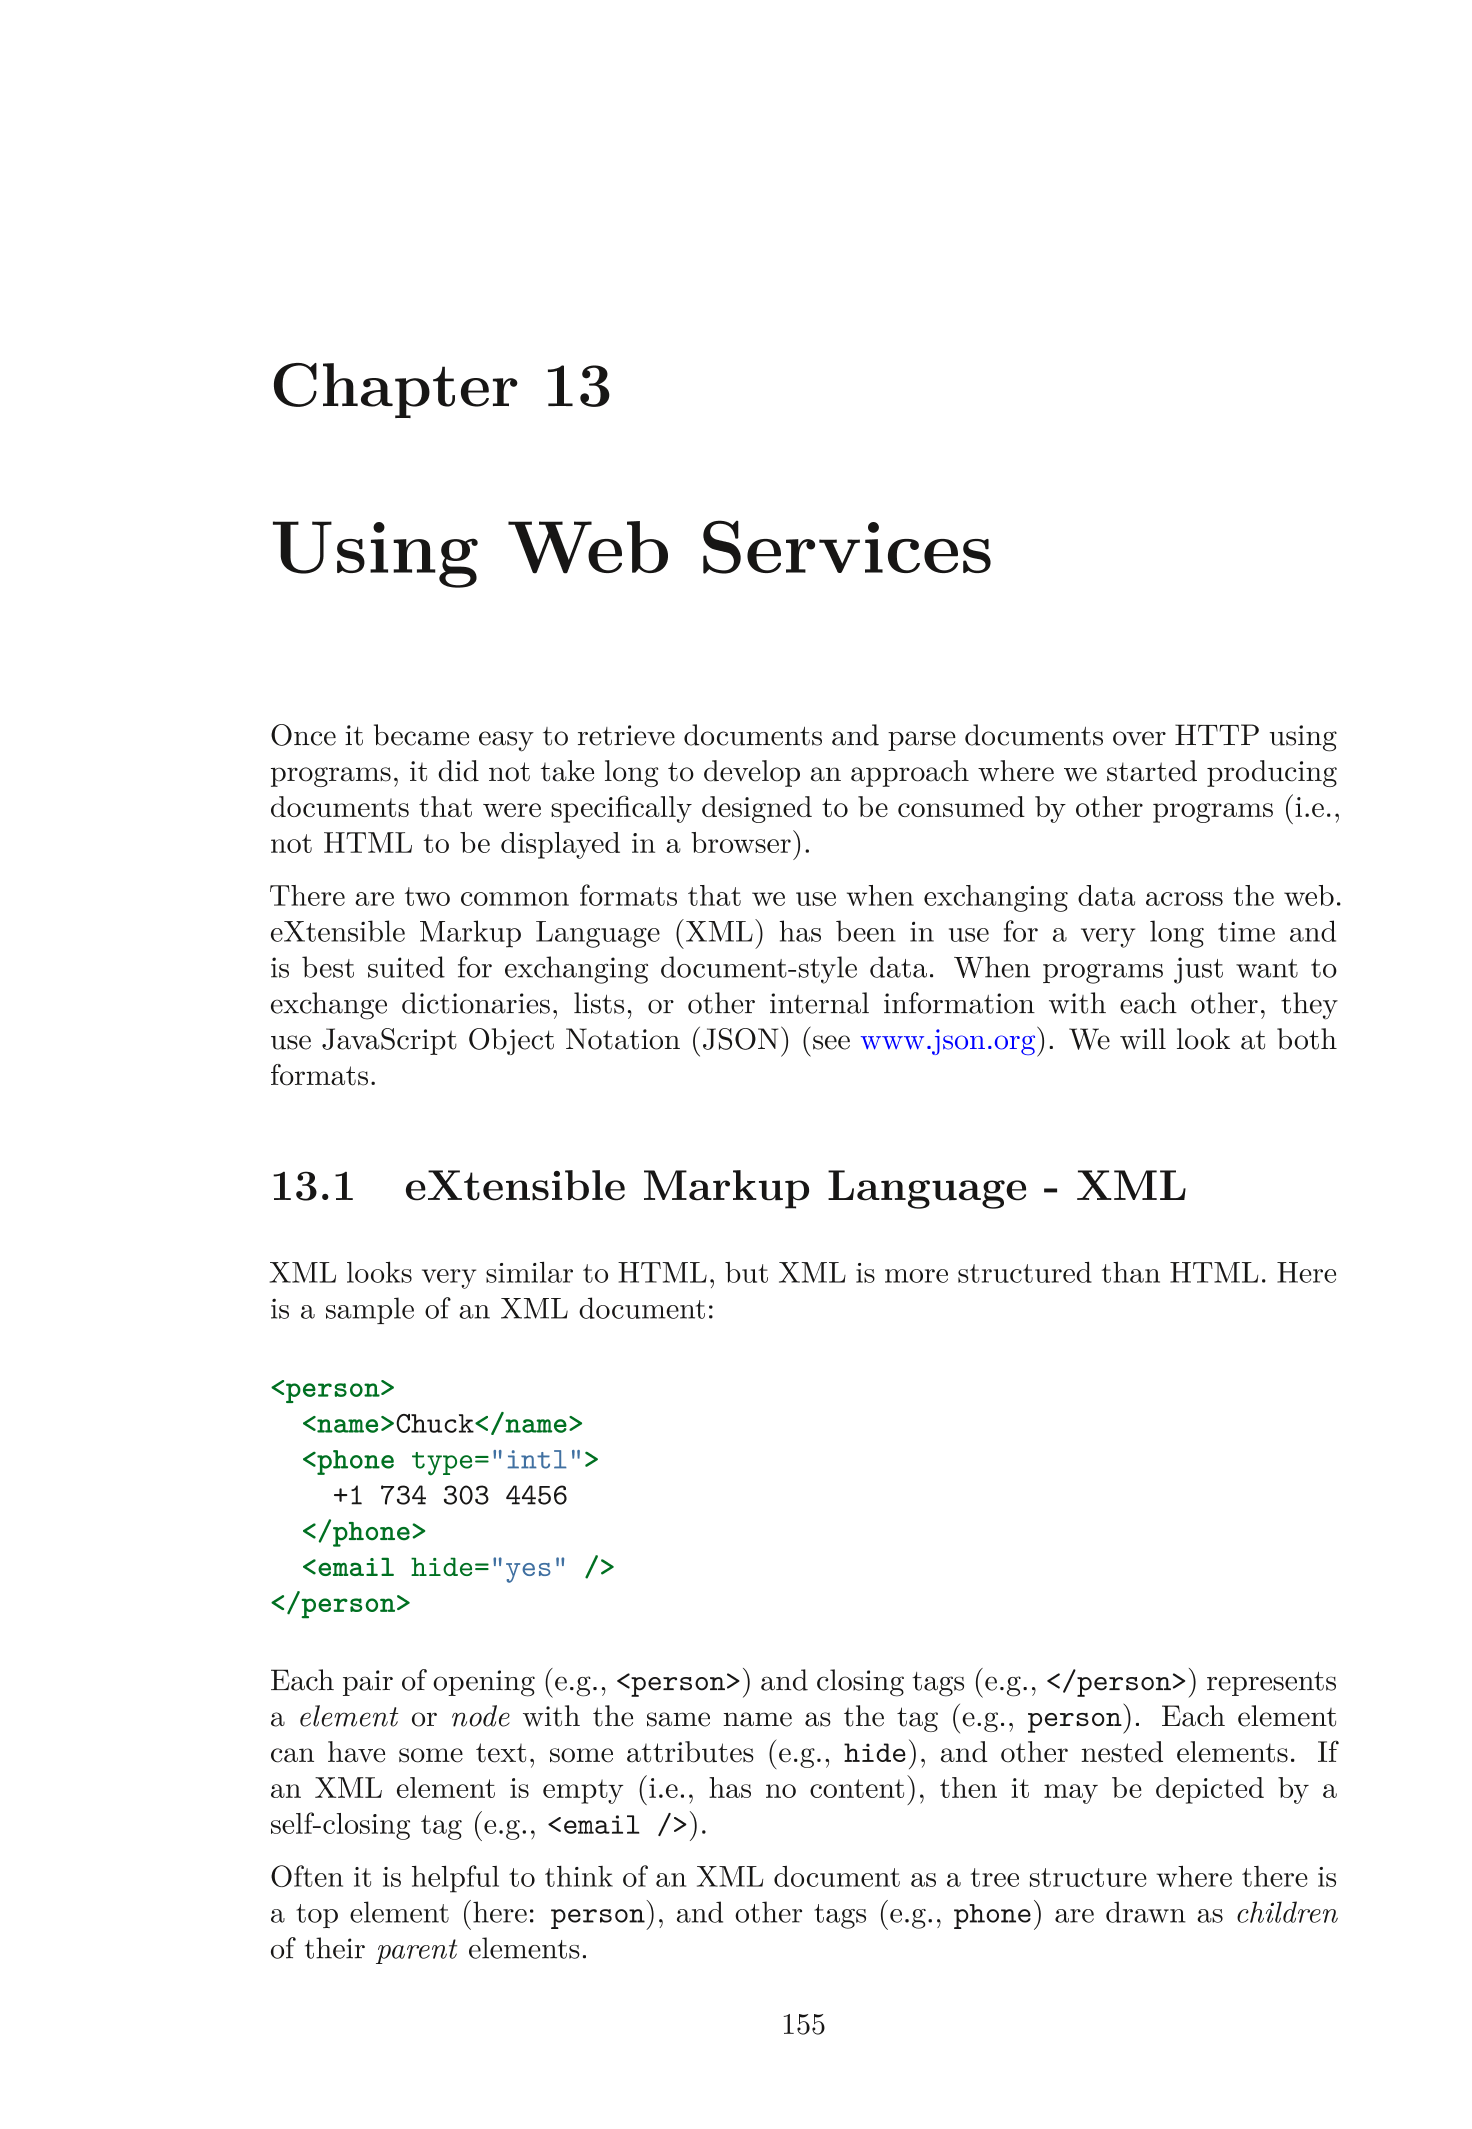 Chapter 13
Using Web Services
Once it became easy to retrieve documents and parse documents over HTTP using
programs, it did not take long to develop an approach where we started producing
documents that were specifically designed to be consumed by other programs (i.e.,
not HTML to be displayed in a browser).
There are two common formats that we use when exchanging data across the web.
eXtensible Markup Language (XML) has been in use for a very long time and
is best suited for exchanging document-style data. When programs just want to
exchange dictionaries, lists, or other internal information with each other, they
use JavaScript Object Notation (JSON) (see www.json.org). We will look at both
formats.
13.1 eXtensible Markup Language - XML
XML looks very similar to HTML, but XML is more structured than HTML. Here
is a sample of an XML document:
<person>
  <name>Chuck</name>
  <phone type="intl">
    +1 734 303 4456
  </phone>
  <email hide="yes" />
</person>
Each pair of opening (e.g., <person>) and closing tags (e.g., </person>) represents
a element or node with the same name as the tag (e.g., person). Each element
can have some text, some attributes (e.g., hide), and other nested elements. If
an XML element is empty (i.e., has no content), then it may be depicted by a
self-closing tag (e.g., <email />).
Often it is helpful to think of an XML document as a tree structure where there is
a top element (here: person), and other tags (e.g., phone) are drawn as children
of their parent elements.
155